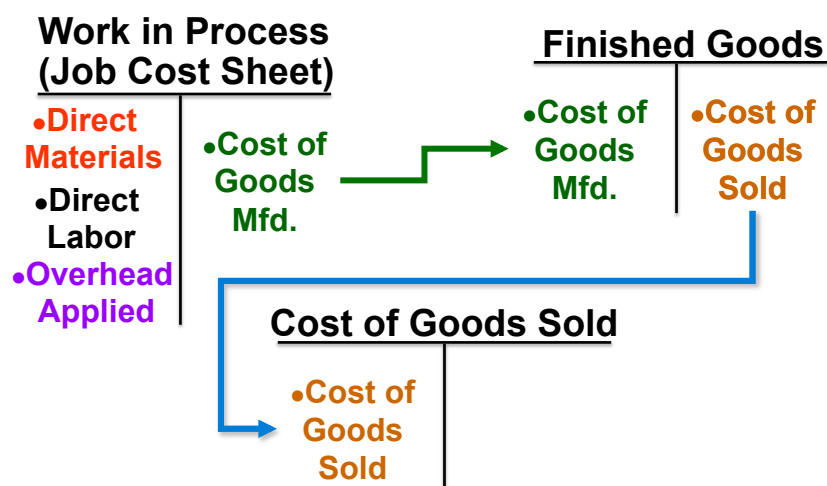 Work in Process
(Job Cost Sheet)
•Direct
Materials
•Direct
Labor
•Overhead
Applied
•Cost of
Goods
Mfd.
Finished Goods
•Cost of
Goods
Mfd.
•Cost of
Goods
Sold
Cost of Goods Sold
•Cost of
Goods
Sold